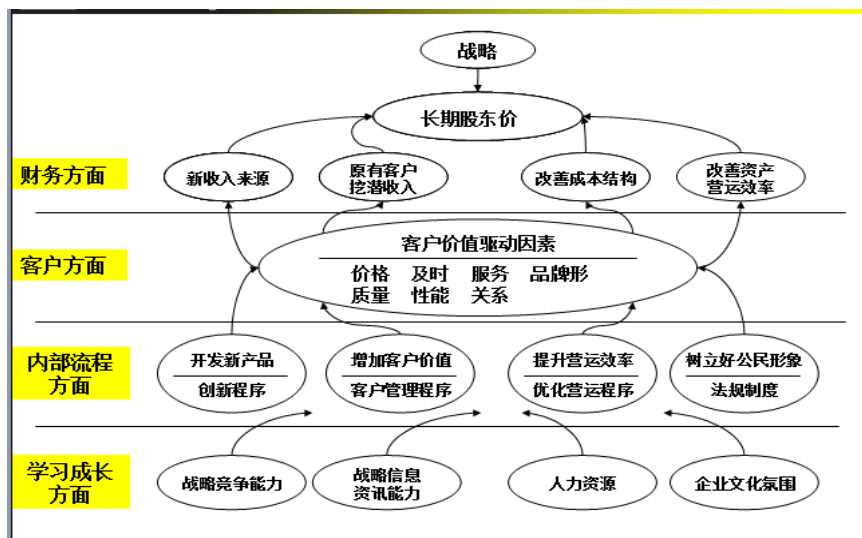 战略
长期股东价
财务方面
新收入来源
原有客户
挖潜收入
改善成本结构
改善资产
营运效率
客户方面
客户价值驱动因素
价格 及时 服务 品牌形
质量 性能 关系
内部流程
方面
开发新产品
创新程序
增加客户价值
客户管理程序
提升营运效率
优化营运程序
树立好公民形象
法规制度
学习成长
方面
战略竞争能力
战略信息
资讯能力
人力资源
企业文化氛围